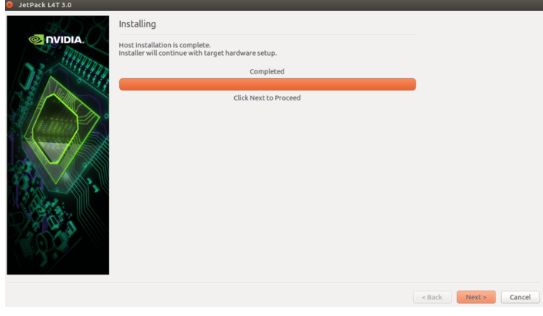 JetPack L4T 3.0
NVIDIA.
Installing
Host installation is complete.
Installer will continue with target hardware setup.
Completed
Click Next to Proceed
< Back
Next >
Cancel